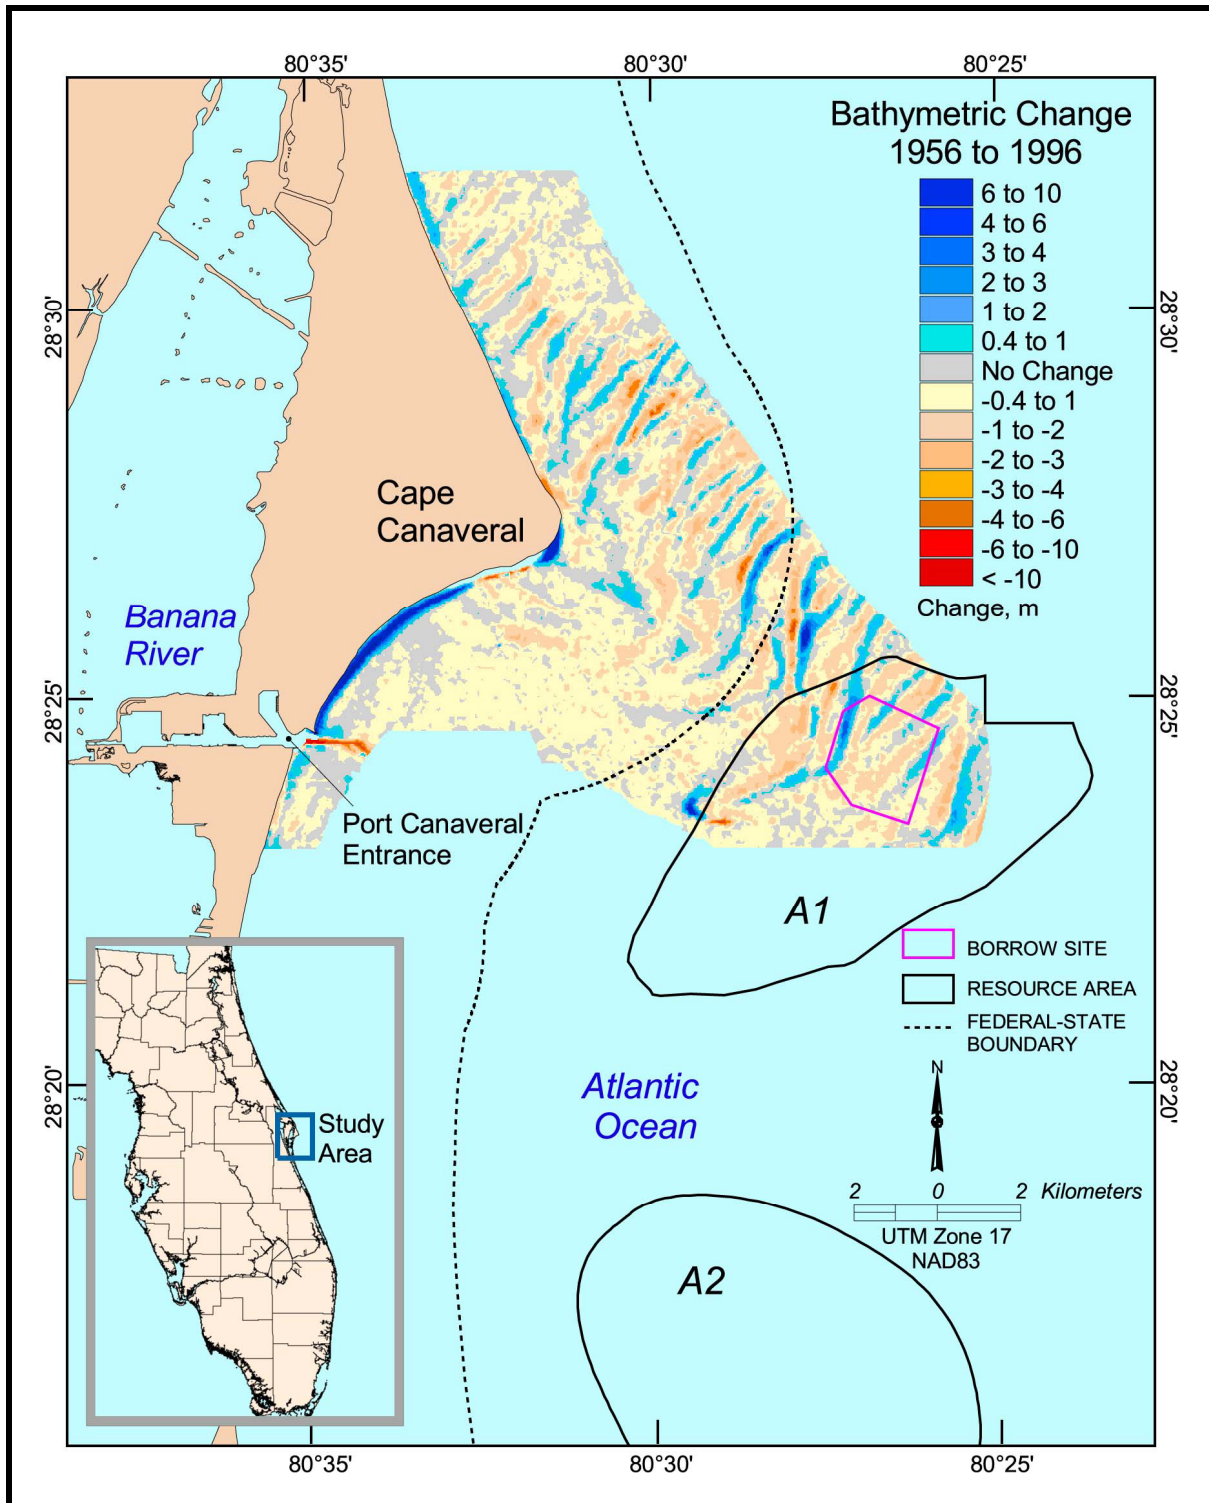 80°35'
80°30'
80°25'
Bathymetric Change
1956 to 1996
6 to 10
4 to 6
3 to 4
2 to 3
1 to 2
0.4 to 1
No Change
-0.4 to 1
-1 to -2
-2 to -3
-3 to -4
-4 to -6
-6 to -10
< -10
Change, m
28°30'
28°30'
Cape
Canaveral
Banana
River
28°25'
28°25'
Port Canaveral
Entrance
A1
BORROW SITE
RESOURCE AREA
FEDERAL-STATE
BOUNDARY
N
28°20'
28°20'
Atlantic
Ocean
Study
Area
2 0 2 Kilometers
UTM Zone 17
NAD83
A2
80°35'
80°30'
80°25'